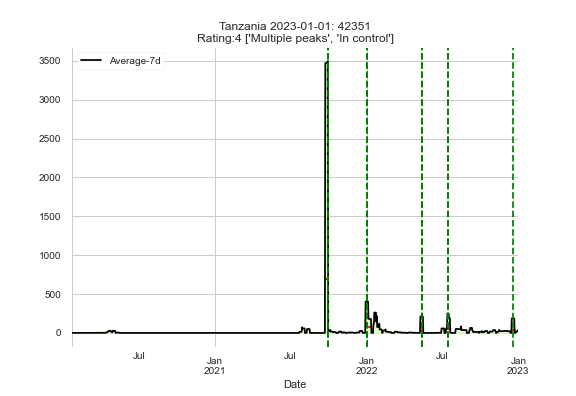 Tanzania 2023-01-01: 42351
Rating:4 ['Multiple peaks', 'In control']
Average-7d
3500
3000
2500
2000
1500
1000
500
0
Jul
Jan
2021
Jul
Jan
2022
Jul
Jan
2023
Date